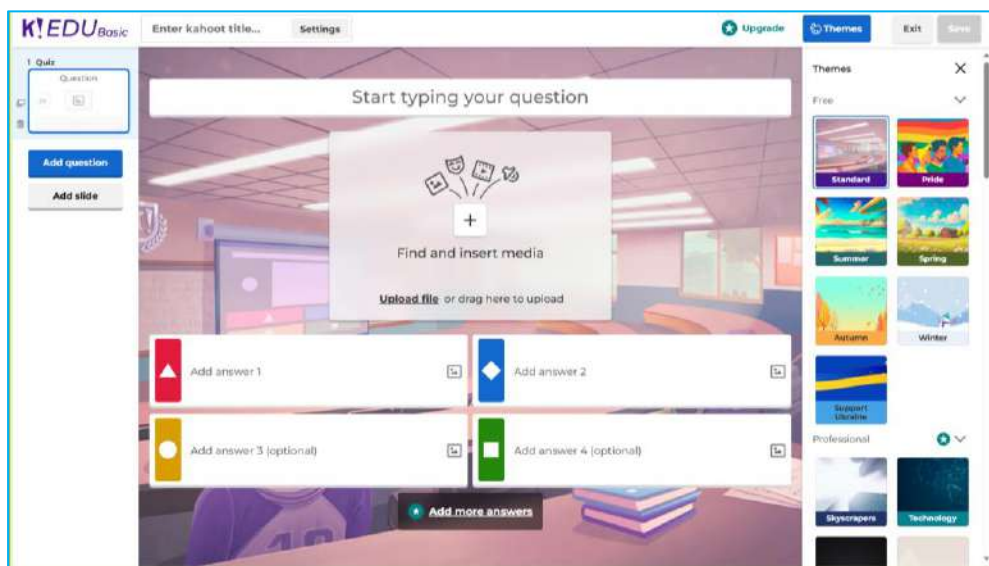 K! EDU Basic Enter kahoot title... Settings Upgrade Themes Exit Save
1 Quiz
Question
Add question
Add slide
Start typing your question
Find and insert media
Upload file or drag here to upload
Add answer 1
Add answer 2
Add answer 3 (optional)
Add answer 4 (optional)
Add more answers
Themes
Free
Standard
Pride
Summer
Spring
Autumn
Winter
Support
Ukraine
Professional
Skyscrapers
Technology